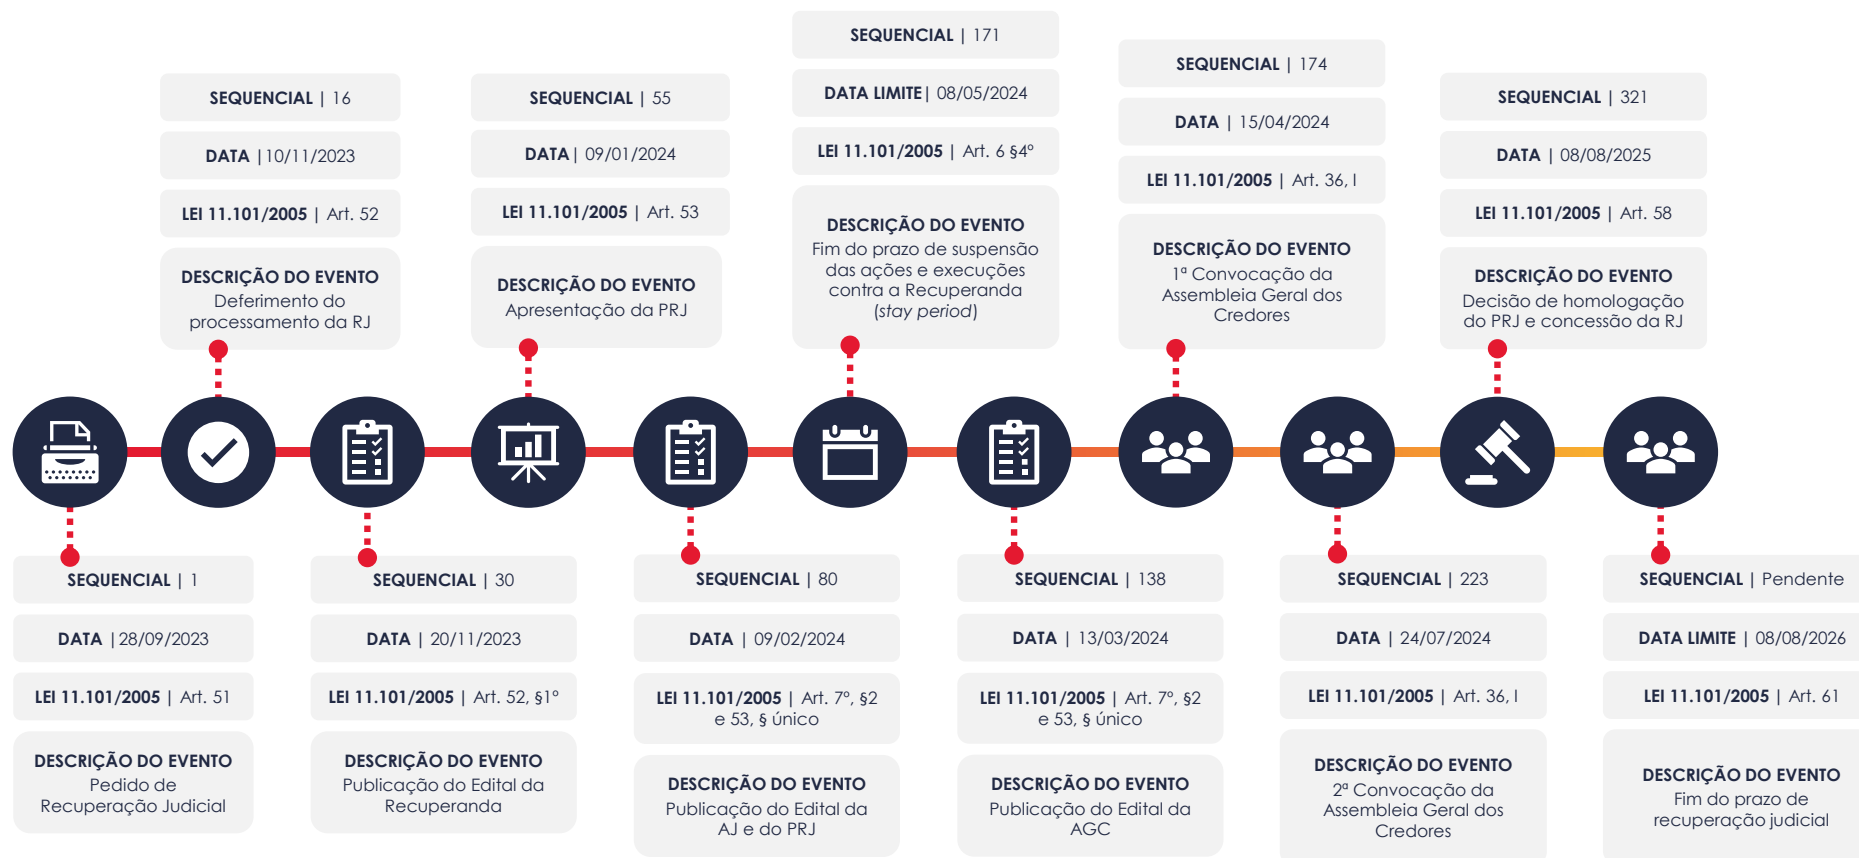 SEQUENCIAL | 16
DATA |10/11/2023
LEI 11.101/2005 | Art. 52
DESCRIÇÃO DO EVENTO
Deferimento do
processamento da RJ
SEQUENCIAL | 55
DATA| 09/01/2024
LEI 11.101/2005 | Art. 53
DESCRIÇÃO DO EVENTO
Apresentação da PRJ
SEQUENCIAL | 171
DATA LIMITE| 08/05/2024
LEI 11.101/2005 | Art. 6 §4º
DESCRIÇÃO DO EVENTO
Fim do prazo de suspensão
das ações e execuções
contra a Recuperanda
(stay period)
SEQUENCIAL | 174
DATA | 15/04/2024
LEI 11.101/2005 | Art. 36, I
DESCRIÇÃO DO EVENTO
1ª Convocação da
Assembleia Geral dos
Credores
SEQUENCIAL | 321
DATA | 08/08/2025
LEI 11.101/2005 | Art. 58
DESCRIÇÃO DO EVENTO
Decisão de homologação
do PRJ e concessão da RJ
SEQUENCIAL | 1
DATA |28/09/2023
LEI 11.101/2005 | Art. 51
DESCRIÇÃO DO EVENTO
Pedido de
Recuperação Judicial
SEQUENCIAL | 30
DATA | 20/11/2023
LEI 11.101/2005 | Art. 52, §1º
DESCRIÇÃO DO EVENTO
Publicação do Edital da
Recuperanda
SEQUENCIAL | 80
DATA | 09/02/2024
LEI 11.101/2005 | Art. 7º, §2
e 53, § único
DESCRIÇÃO DO EVENTO
Publicação do Edital da
AJ e do PRJ
SEQUENCIAL | 138
DATA | 13/03/2024
LEI 11.101/2005 | Art. 7º, §2
e 53, § único
DESCRIÇÃO DO EVENTO
Publicação do Edital da
AGC
SEQUENCIAL | 223
DATA | 24/07/2024
LEI 11.101/2005 | Art. 36, I
DESCRIÇÃO DO EVENTO
2ª Convocação da
Assembleia Geral dos
Credores
SEQUENCIAL | Pendente
DATA LIMITE | 08/08/2026
LEI 11.101/2005 | Art. 61
DESCRIÇÃO DO EVENTO
Fim do prazo de
recuperação judicial